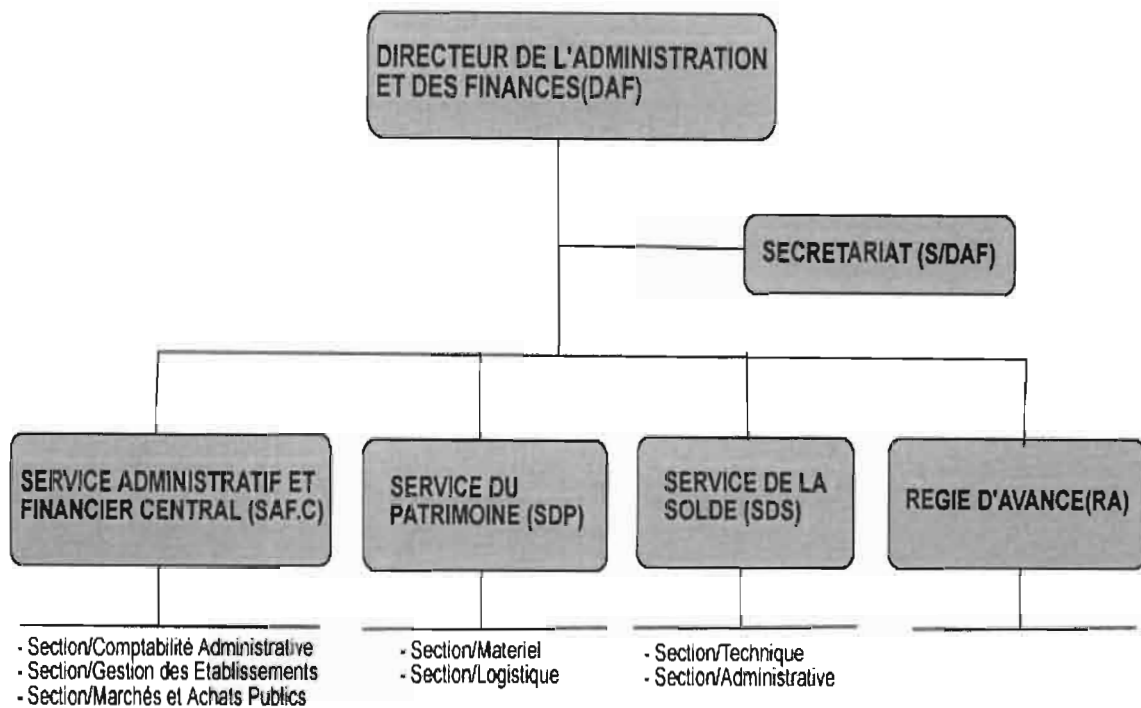 DIRECTEUR DE L'ADMINISTRATION
ET DES FINANCES(DAF)
SECRETARIAT (S/DAF)
SERVICE ADMINISTRATIF ET
FINANCIER CENTRAL (SAF.C)
SERVICE DU
PATRIMOINE (SDP)
SERVICE DE LA
SOLDE (SDS)
REGIE D'AVANCE(RA)
- Section/Comptabilité Administrative
- Section/Gestion des Etablissements
- Section/Marchés et Achats Publics
- Section/Materiel
- Section/Logistique
- Section/Technique
- Section/Administrative